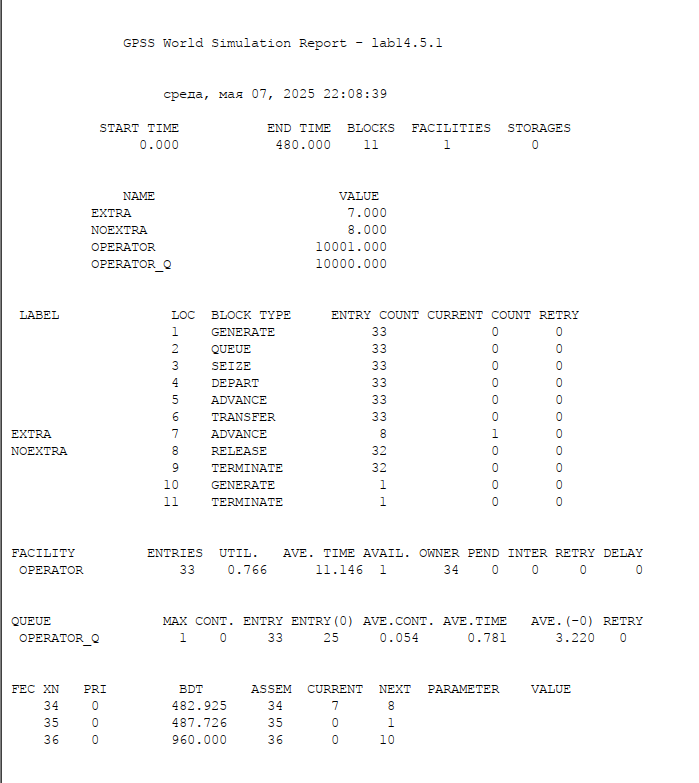 GPSS World Simulation Report - lab14.5.1
среда, мая 07, 2025 22:08:39
START TIME END TIME BLOCKS FACILITIES STORAGES
0.000 480.000 11 1 0
NAME VALUE
EXTRA 7.000
NOEXTRA 8.000
OPERATOR 10001.000
OPERATOR_Q 10000.000
LABEL LOC BLOCK TYPE ENTRY COUNT CURRENT COUNT RETRY
1 GENERATE 33 0 0
2 QUEUE 33 0 0
3 SEIZE 33 0 0
4 DEPART 33 0 0
5 ADVANCE 33 0 0
6 TRANSFER 33 0 0
EXTRA 7 ADVANCE 8 1 0
NOEXTRA 8 RELEASE 32 0 0
9 TERMINATE 32 0 0
10 GENERATE 1 0 0
11 TERMINATE 1 0 0
FACILITY ENTRIES UTIL. AVE. TIME AVAIL. OWNER PEND INTER RETRY DELAY
OPERATOR 33 0.766 11.146 1 34 0 0 0 0
QUEUE MAX CONT. ENTRY ENTRY(0) AVE.CONT. AVE.TIME AVE.(-0) RETRY
OPERATOR_Q 1 0 33 25 0.054 0.781 3.220 0
FEC XN PRI BDT ASSEM CURRENT NEXT PARAMETER VALUE
34 0 482.925 34 7 8
35 0 487.726 35 0 1
36 0 960.000 36 0 10